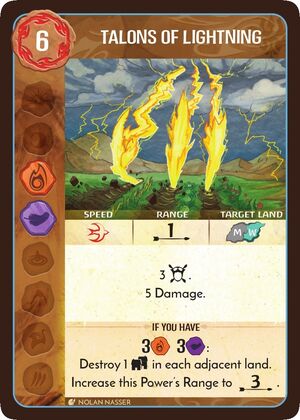 6
TALONS OF LIGHTNING
SPEED RANGE TARGET LAND
1 M W
3 .
5 Damage.
IF YOU HAVE
3 3 :
Destroy 1 in each adjacent land.
Increase this Power's Range to 3 .
NOLAN NASSER